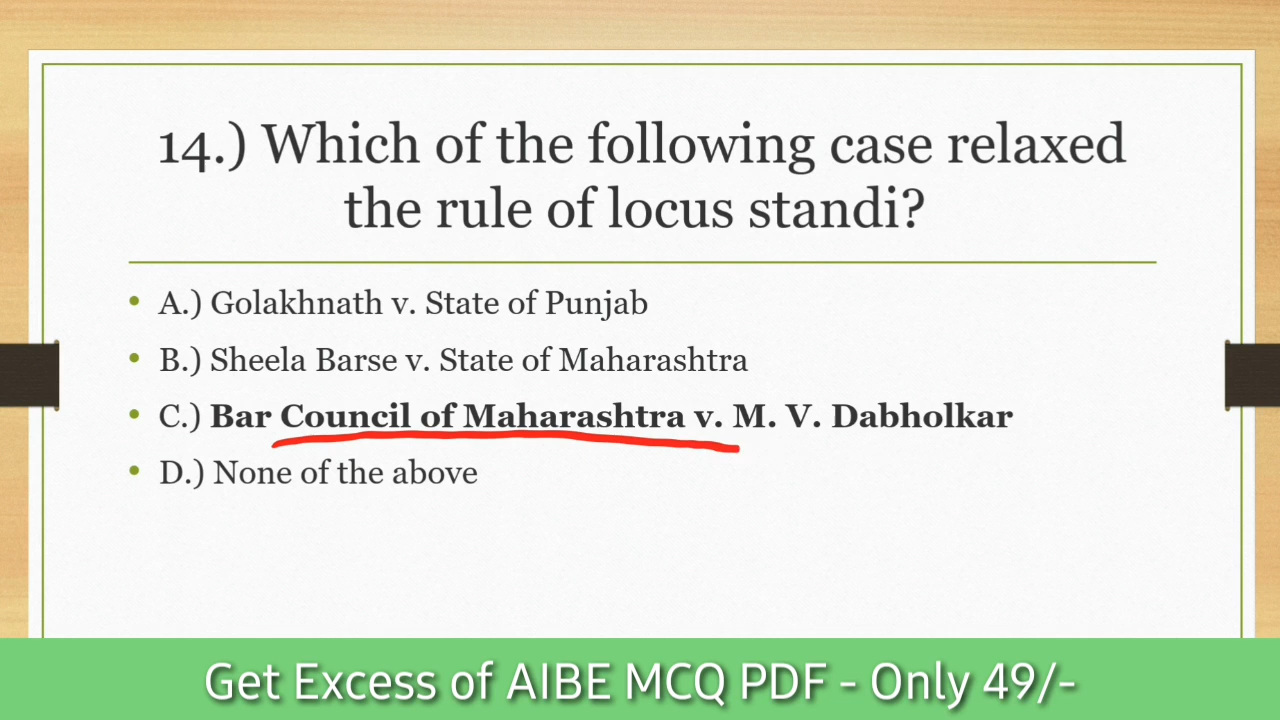 14.) Which of the following case relaxed
the rule of locus standi?
• A.) Golakhnath v. State of Punjab
• B.) Sheela Barse v. State of Maharashtra
• C.) Bar Council of Maharashtra v. M. V. Dabholkar
• D.) None of the above
Get Excess of AIBE MCQ PDF - Only 49/-